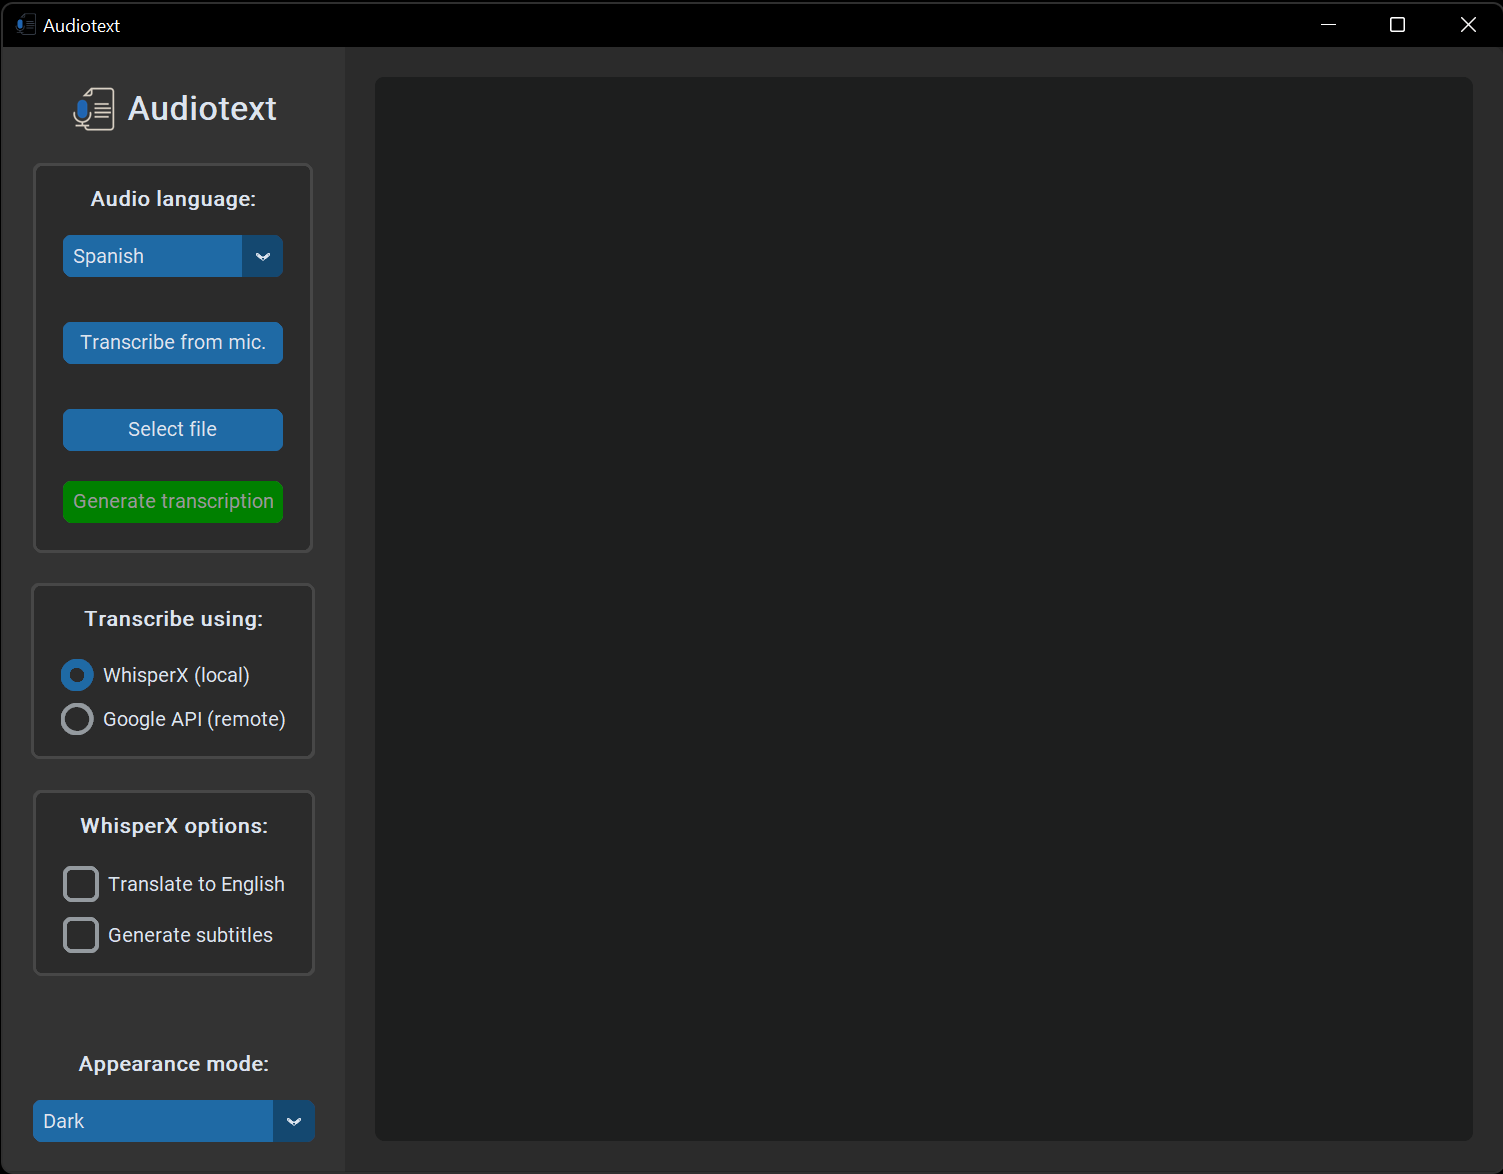 Audiotext
Audiotext
Audio language:
Spanish
Transcribe from mic.
Select file
Generate transcription
Transcribe using:
WhisperX (local)
Google API (remote)
WhisperX options:
Translate to English
Generate subtitles
Appearance mode:
Dark